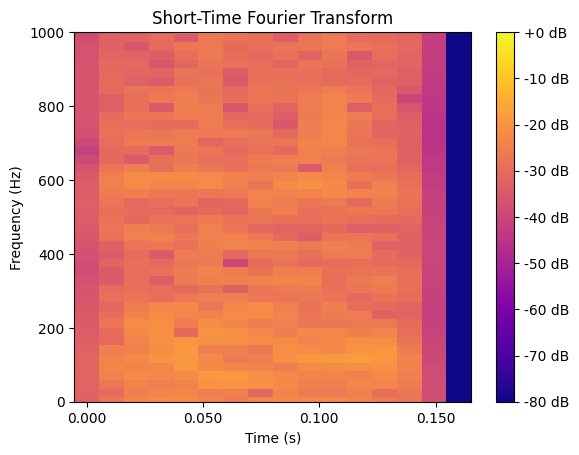 Short-Time Fourier Transform
1000
800
600
400
200
0
Frequency (Hz)
0.000
0.050
0.100
0.150
Time (s)
+0 dB
-10 dB
-20 dB
-30 dB
-40 dB
-50 dB
-60 dB
-70 dB
-80 dB